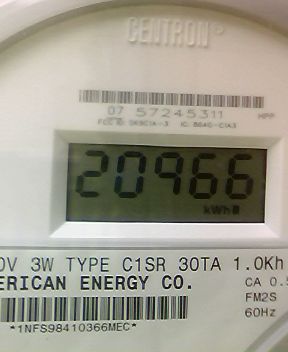 CENTRON®
07 57245311
HPP
20966
kWh
0V 3W TYPE C1SR 30TA 1.0Kh
ERICAN ENERGY CO.
CA 0.5
FM2S
60Hz
*1NFS98410366MEC*